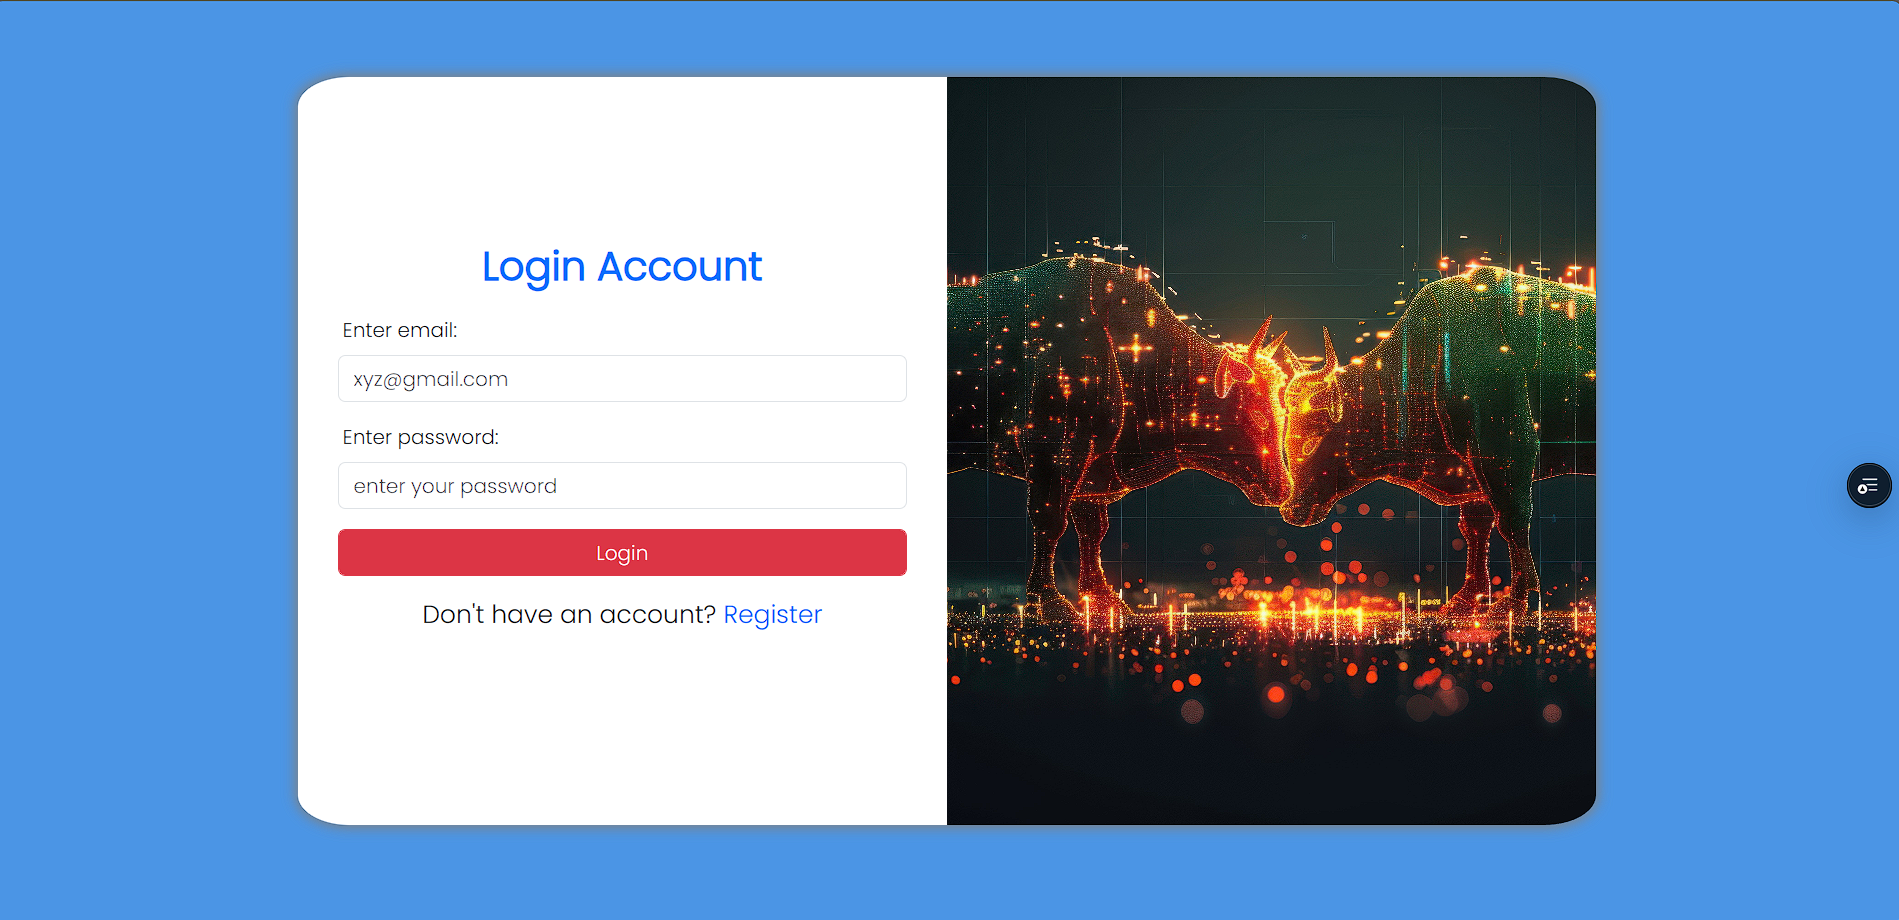 Login Account
Enter email:
xyz@gmail.com
Enter password:
enter your password
Login
Don't have an account? Register